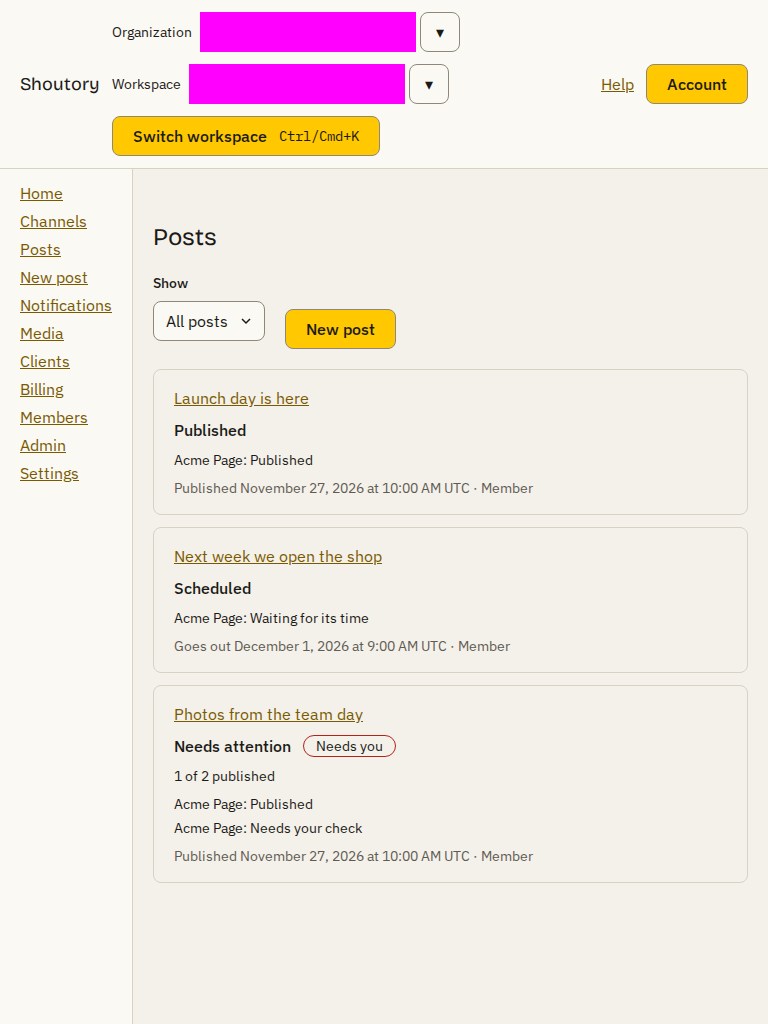 Organization ▼
Shoutory Workspace ▼ Help Account
Switch workspace Ctrl/Cmd+K
Home
Channels
Posts
New post
Notifications
Media
Clients
Billing
Members
Admin
Settings
Posts
Show
All posts New post
Launch day is here
Published
Acme Page: Published
Published November 27, 2026 at 10:00 AM UTC · Member
Next week we open the shop
Scheduled
Acme Page: Waiting for its time
Goes out December 1, 2026 at 9:00 AM UTC · Member
Photos from the team day
Needs attention Needs you
1 of 2 published
Acme Page: Published
Acme Page: Needs your check
Published November 27, 2026 at 10:00 AM UTC · Member